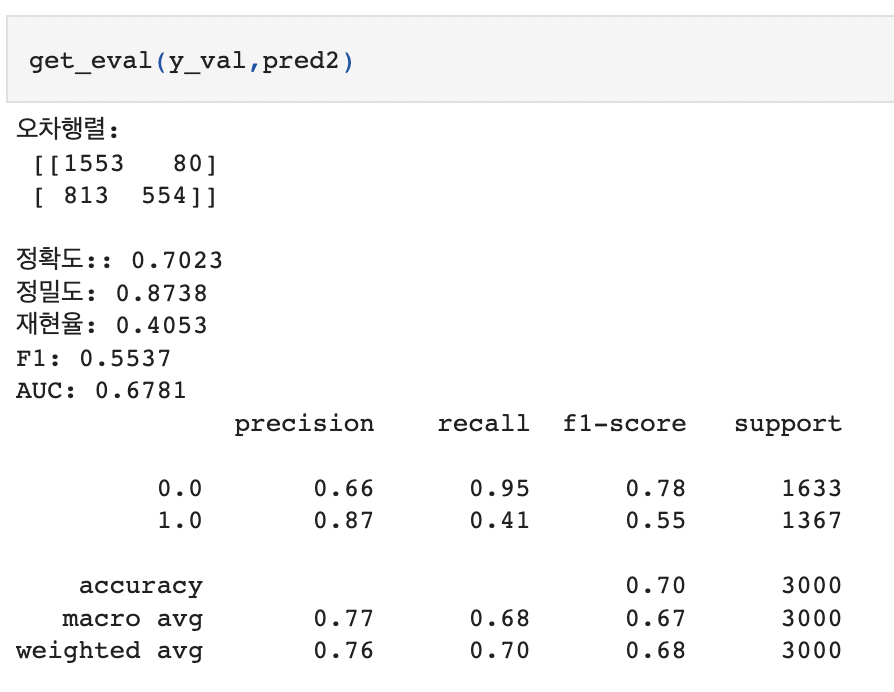 get_eval(y_val,pred2)
오차행렬:
[[1553 80]
[ 813 554]]
정확도:: 0.7023
정밀도: 0.8738
재현율: 0.4053
F1: 0.5537
AUC: 0.6781
precision recall f1-score support
0.0 0.66 0.95 0.78 1633
1.0 0.87 0.41 0.55 1367
accuracy 0.70 3000
macro avg 0.77 0.68 0.67 3000
weighted avg 0.76 0.70 0.68 3000